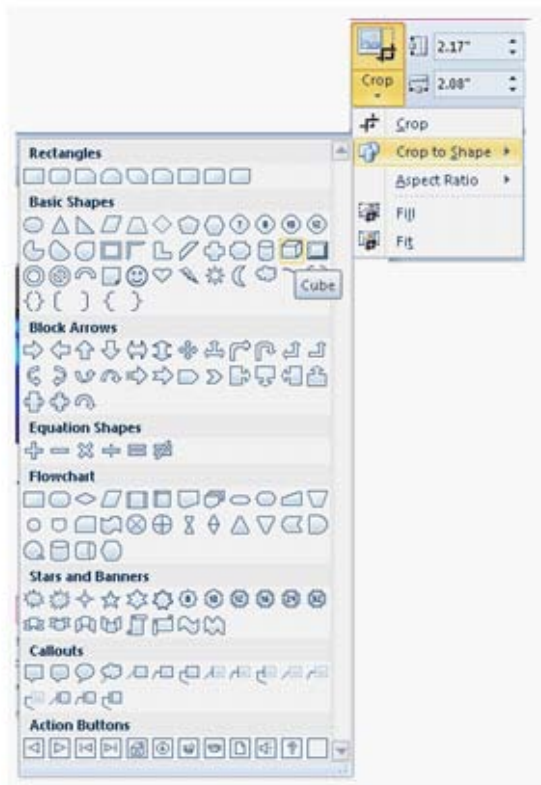 2.17"
Crop
2.08"
Crop
Crop to Shape
Aspect Ratio
Fill
Fit
Rectangles
Basic Shapes
Cube
Block Arrows
Equation Shapes
Flowchart
Stars and Banners
Callouts
Action Buttons